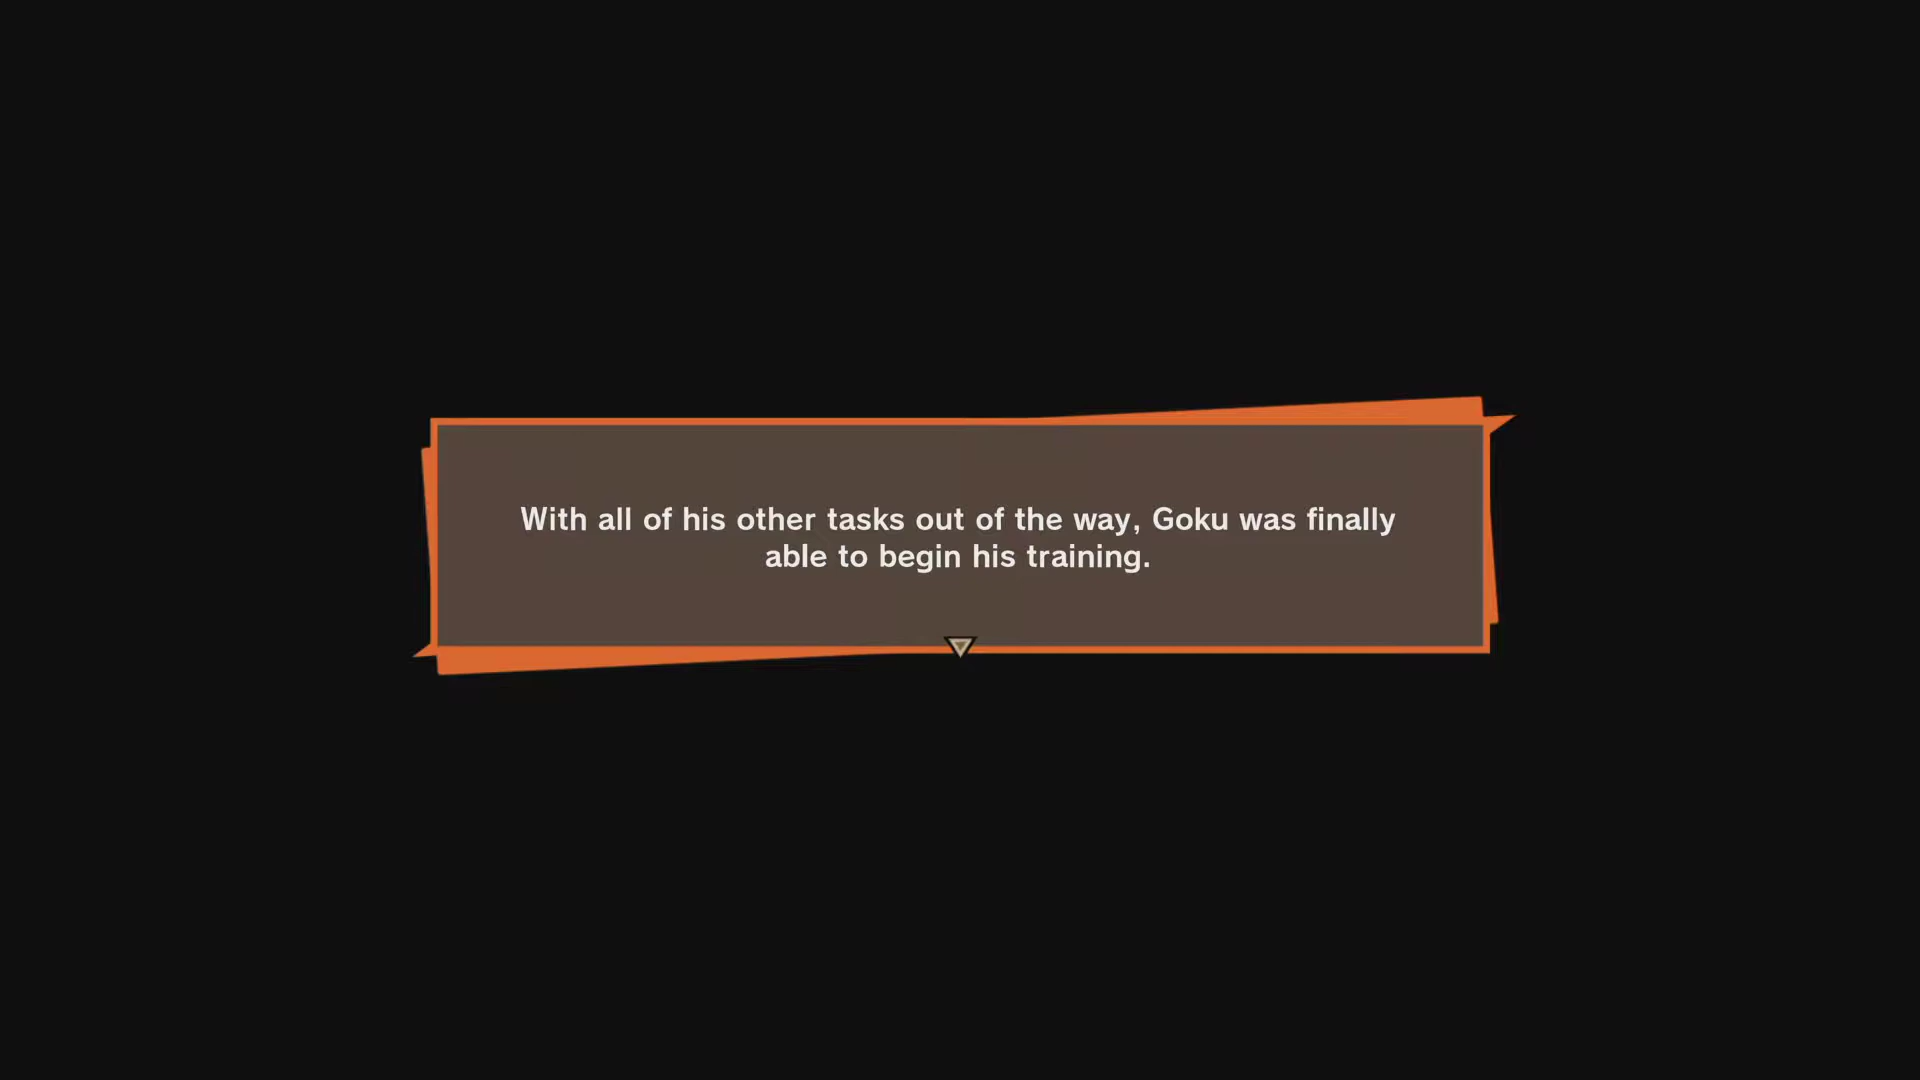 With all of his other tasks out of the way, Goku was finally
able to begin his training.